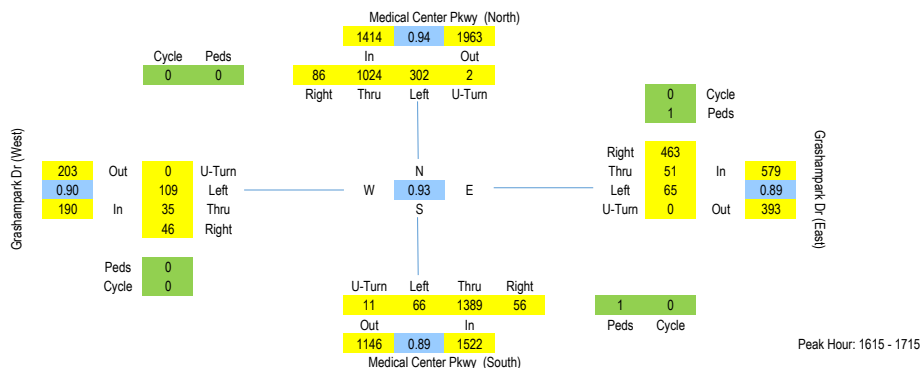 Medical Center Pkwy (North)
1414 0.94 1963
Cycle Peds In Out
0 0 86 1024 302 2
Right Thru Left U-Turn
0 Cycle
1 Peds
Grashampark Dr (West)
Grashampark Dr (East)
Right 463
203 Out 0 U-Turn N Thru 51 In 579
0.90 109 Left W 0.93 E Left 65 0.89
190 In 35 Thru S U-Turn 0 Out 393
46 Right
Peds 0
Cycle 0
U-Turn Left Thru Right
11 66 1389 56 1 0
Out In Peds Cycle
1146 0.89 1522
Peak Hour: 1615 - 1715
Medical Center Pkwy (South)